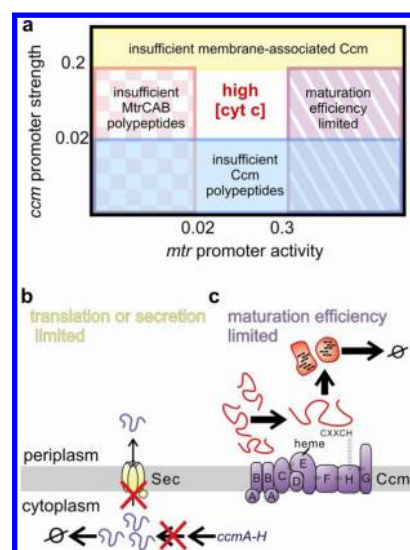 a
insufficient membrane-associated Ccm
0.2
insufficient
MtrCAB
polypeptides
high
[cyt c]
maturation
efficiency
limited
0.02
insufficient
Ccm
polypeptides
ccm promoter strength
0.02
0.3
mtr promoter activity
b
translation or secretion
limited
c
maturation efficiency
limited
CXXCH
periplasm
heme
Sec
B
B
C
D
E
F
H
G
Ccm
A
A
cytoplasm
ccmA-H